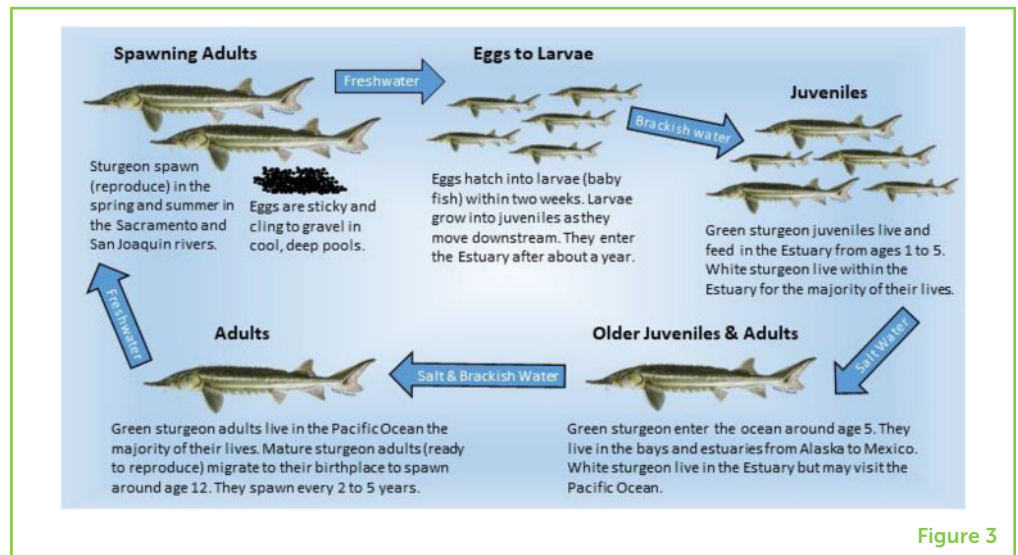 Spawning Adults
Freshwater
Eggs to Larvae
Brackish water
Juveniles
Sturgeon spawn
(reproduce) in the
spring and summer in
the Sacramento and
San Joaquin rivers.
Eggs are sticky and
cling to gravel in
cool, deep pools.
Eggs hatch into larvae (baby
fish) within two weeks. Larvae
grow into juveniles as they
move downstream. They enter
the Estuary after about a year.
Green sturgeon juveniles live and
feed in the Estuary from ages 1 to 5.
White sturgeon live within the
Estuary for the majority of their lives.
Salt Water
Older Juveniles & Adults
Green sturgeon enter the ocean around age 5. They
live in the bays and estuaries from Alaska to Mexico.
White sturgeon live in the Estuary but may visit the
Pacific Ocean.
Salt & Brackish Water
Adults
Green sturgeon adults live in the Pacific Ocean the
majority of their lives. Mature sturgeon adults (ready
to reproduce) migrate to their birthplace to spawn
around age 12. They spawn every 2 to 5 years.
Freshwater
Figure 3